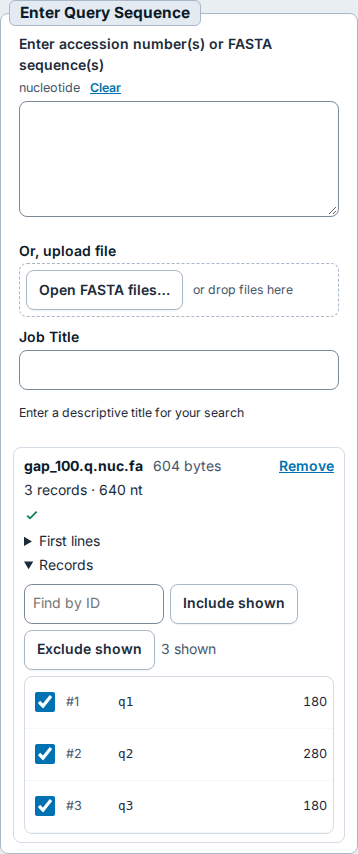 Enter Query Sequence
Enter accession number(s) or FASTA
sequence(s)
nucleotide Clear
Or, upload file
Open FASTA files... or drop files here
Job Title
Enter a descriptive title for your search
gap_100.q.nuc.fa 604 bytes Remove
3 records · 640 nt
✓
▶ First lines
▼ Records
Find by ID Include shown
Exclude shown 3 shown
#1 q1 180
#2 q2 280
#3 q3 180